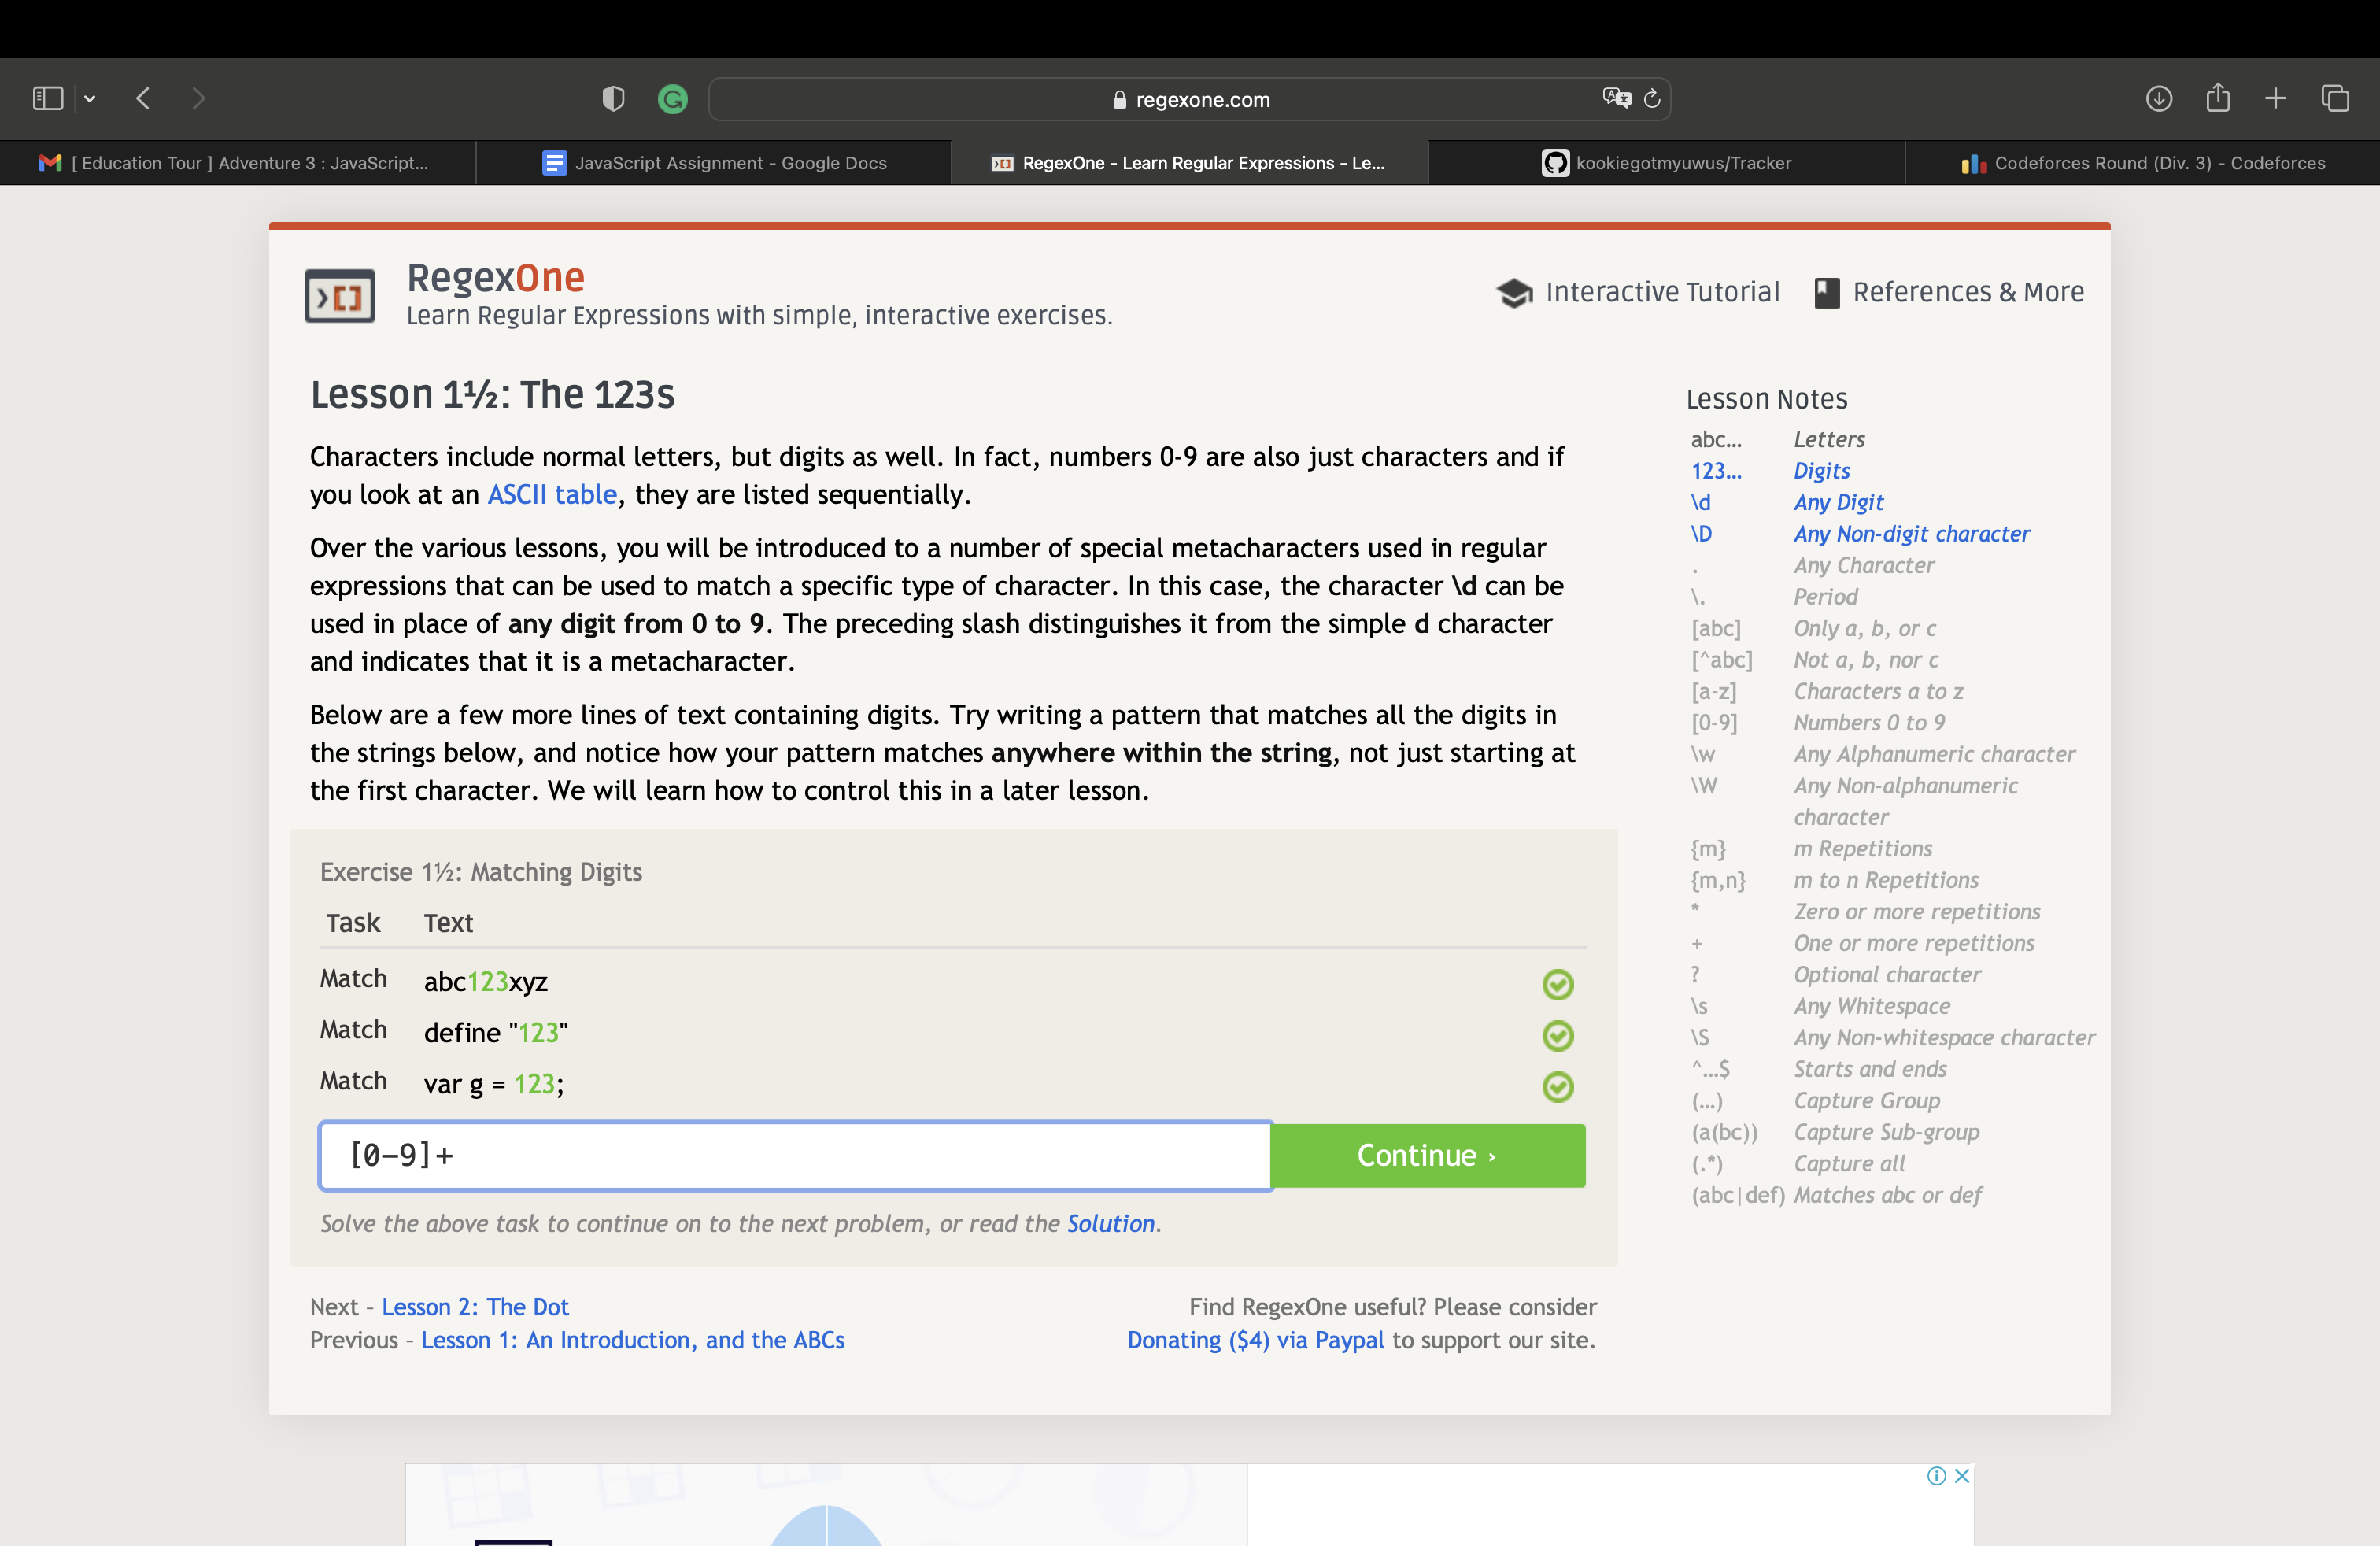 regexone.com
[ Education Tour ] Adventure 3 : JavaScript...
JavaScript Assignment - Google Docs
RegexOne - Learn Regular Expressions - Le...
kookiegotmyuwus/Tracker
Codeforces Round (Div. 3) - Codeforces
RegexOne
Learn Regular Expressions with simple, interactive exercises.
Interactive Tutorial
References & More
Lesson 1½: The 123s
Characters include normal letters, but digits as well. In fact, numbers 0-9 are also just characters and if
you look at an ASCII table, they are listed sequentially.
Over the various lessons, you will be introduced to a number of special metacharacters used in regular
expressions that can be used to match a specific type of character. In this case, the character \d can be
used in place of any digit from 0 to 9. The preceding slash distinguishes it from the simple d character
and indicates that it is a metacharacter.
Below are a few more lines of text containing digits. Try writing a pattern that matches all the digits in
the strings below, and notice how your pattern matches anywhere within the string, not just starting at
the first character. We will learn how to control this in a later lesson.
Exercise 1½: Matching Digits
Task Text
Match abc123xyz
Match define "123"
Match var g = 123;
[0-9]+
Continue ›
Solve the above task to continue on to the next problem, or read the Solution.
Next – Lesson 2: The Dot
Previous – Lesson 1: An Introduction, and the ABCs
Find RegexOne useful? Please consider
Donating ($4) via Paypal to support our site.
Lesson Notes
abc… Letters
123… Digits
\d Any Digit
\D Any Non-digit character
. Any Character
\. Period
[abc] Only a, b, or c
[^abc] Not a, b, nor c
[a-z] Characters a to z
[0-9] Numbers 0 to 9
\w Any Alphanumeric character
\W Any Non-alphanumeric
character
{m} m Repetitions
{m,n} m to n Repetitions
* Zero or more repetitions
+ One or more repetitions
? Optional character
\s Any Whitespace
\S Any Non-whitespace character
^…$ Starts and ends
(…) Capture Group
(a(bc)) Capture Sub-group
(.*) Capture all
(abc|def) Matches abc or def